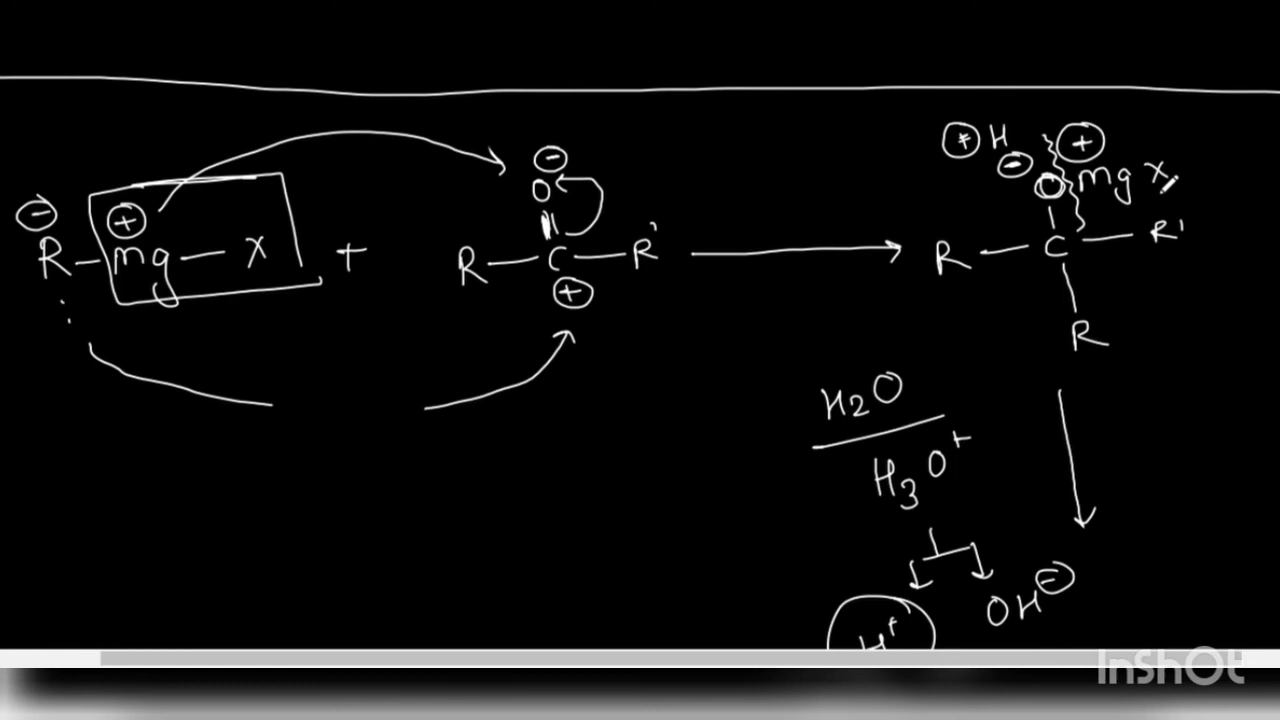 ⊕ H ⊖ ⊕
⊖ ⊕ ⊖ O O mg X
R — mg — X + R — C — R' → R — C — R'
⊕
R
H2O
H3O+
OH⊖
H+
InShOt